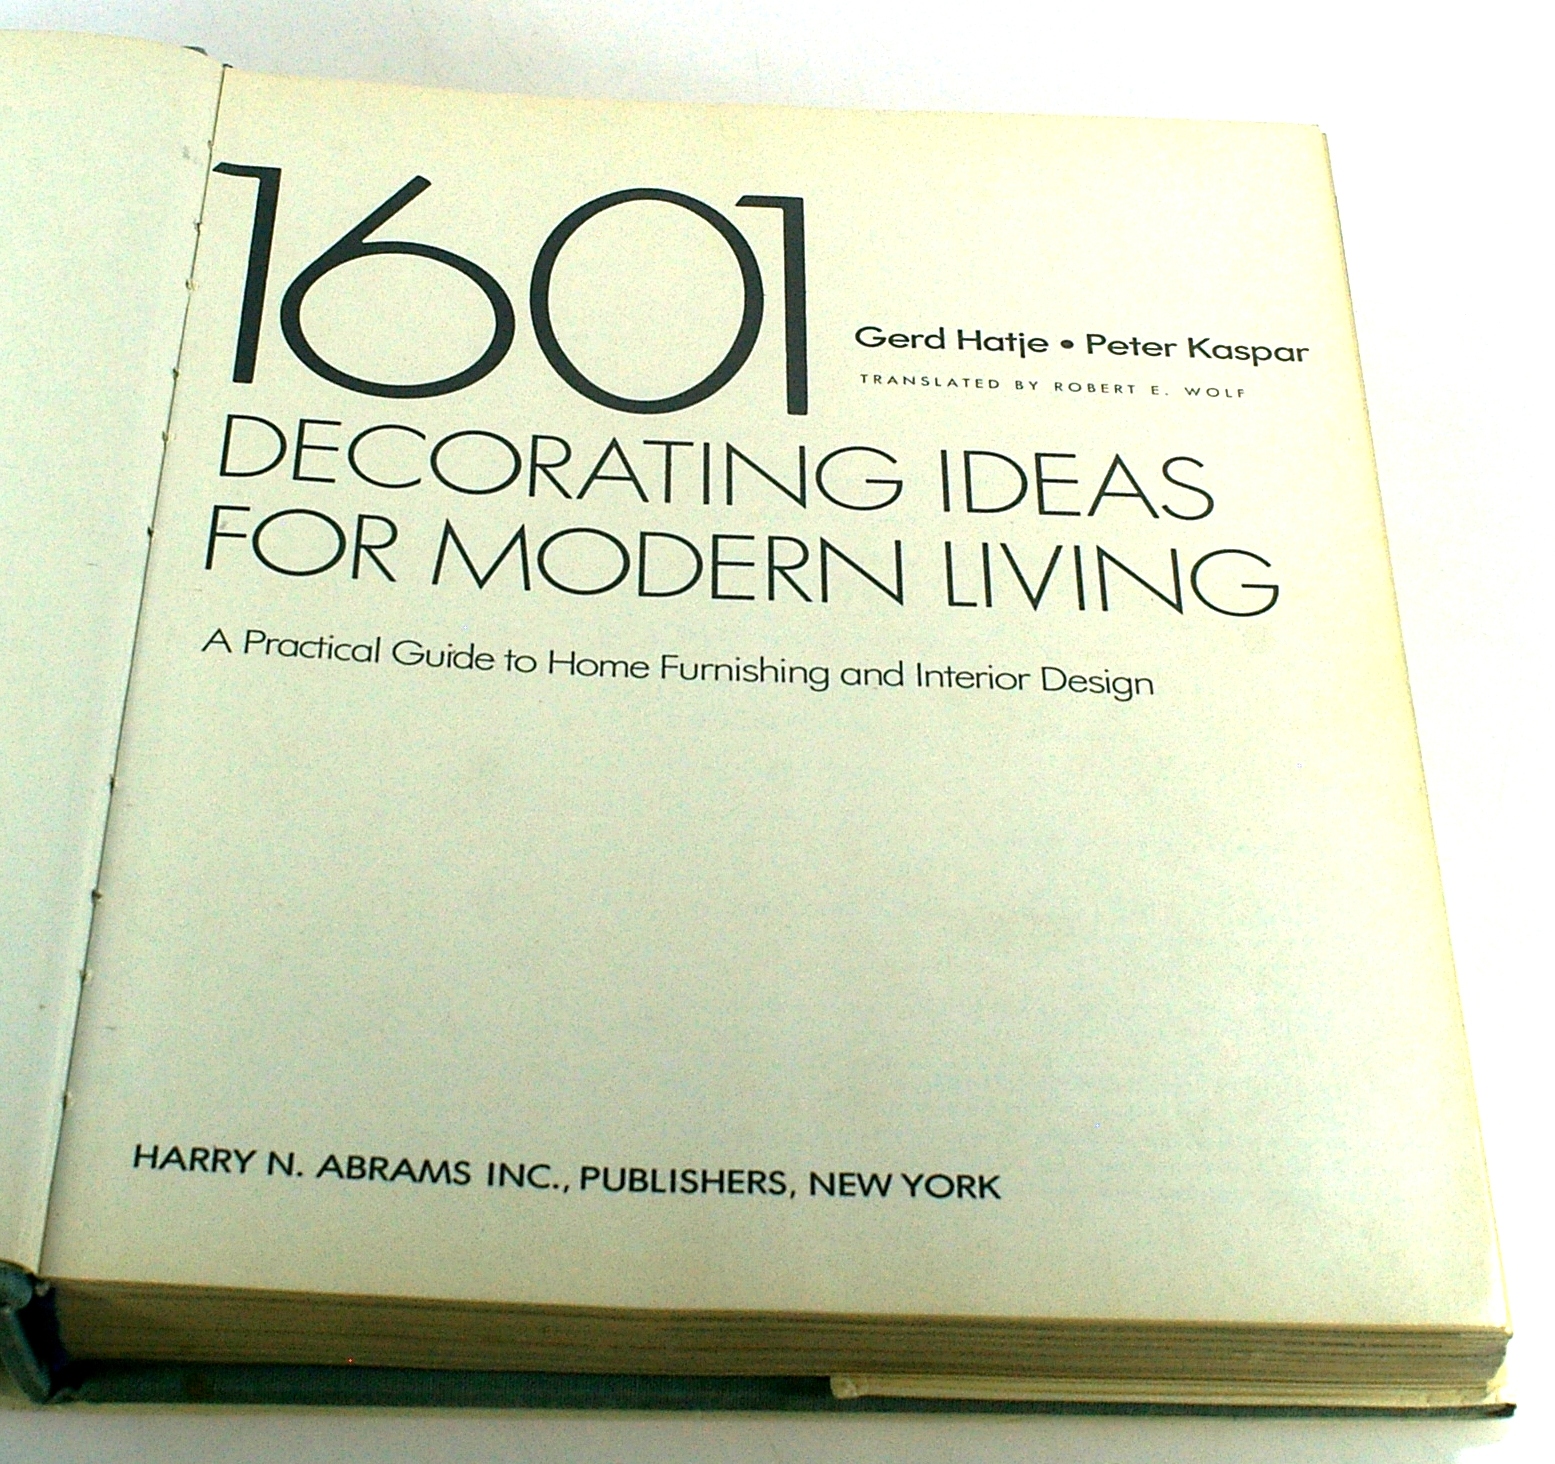 1601
Gerd Hatje • Peter Kaspar
TRANSLATED BY ROBERT E. WOLF
DECORATING IDEAS
FOR MODERN LIVING
A Practical Guide to Home Furnishing and Interior Design
HARRY N. ABRAMS INC., PUBLISHERS, NEW YORK